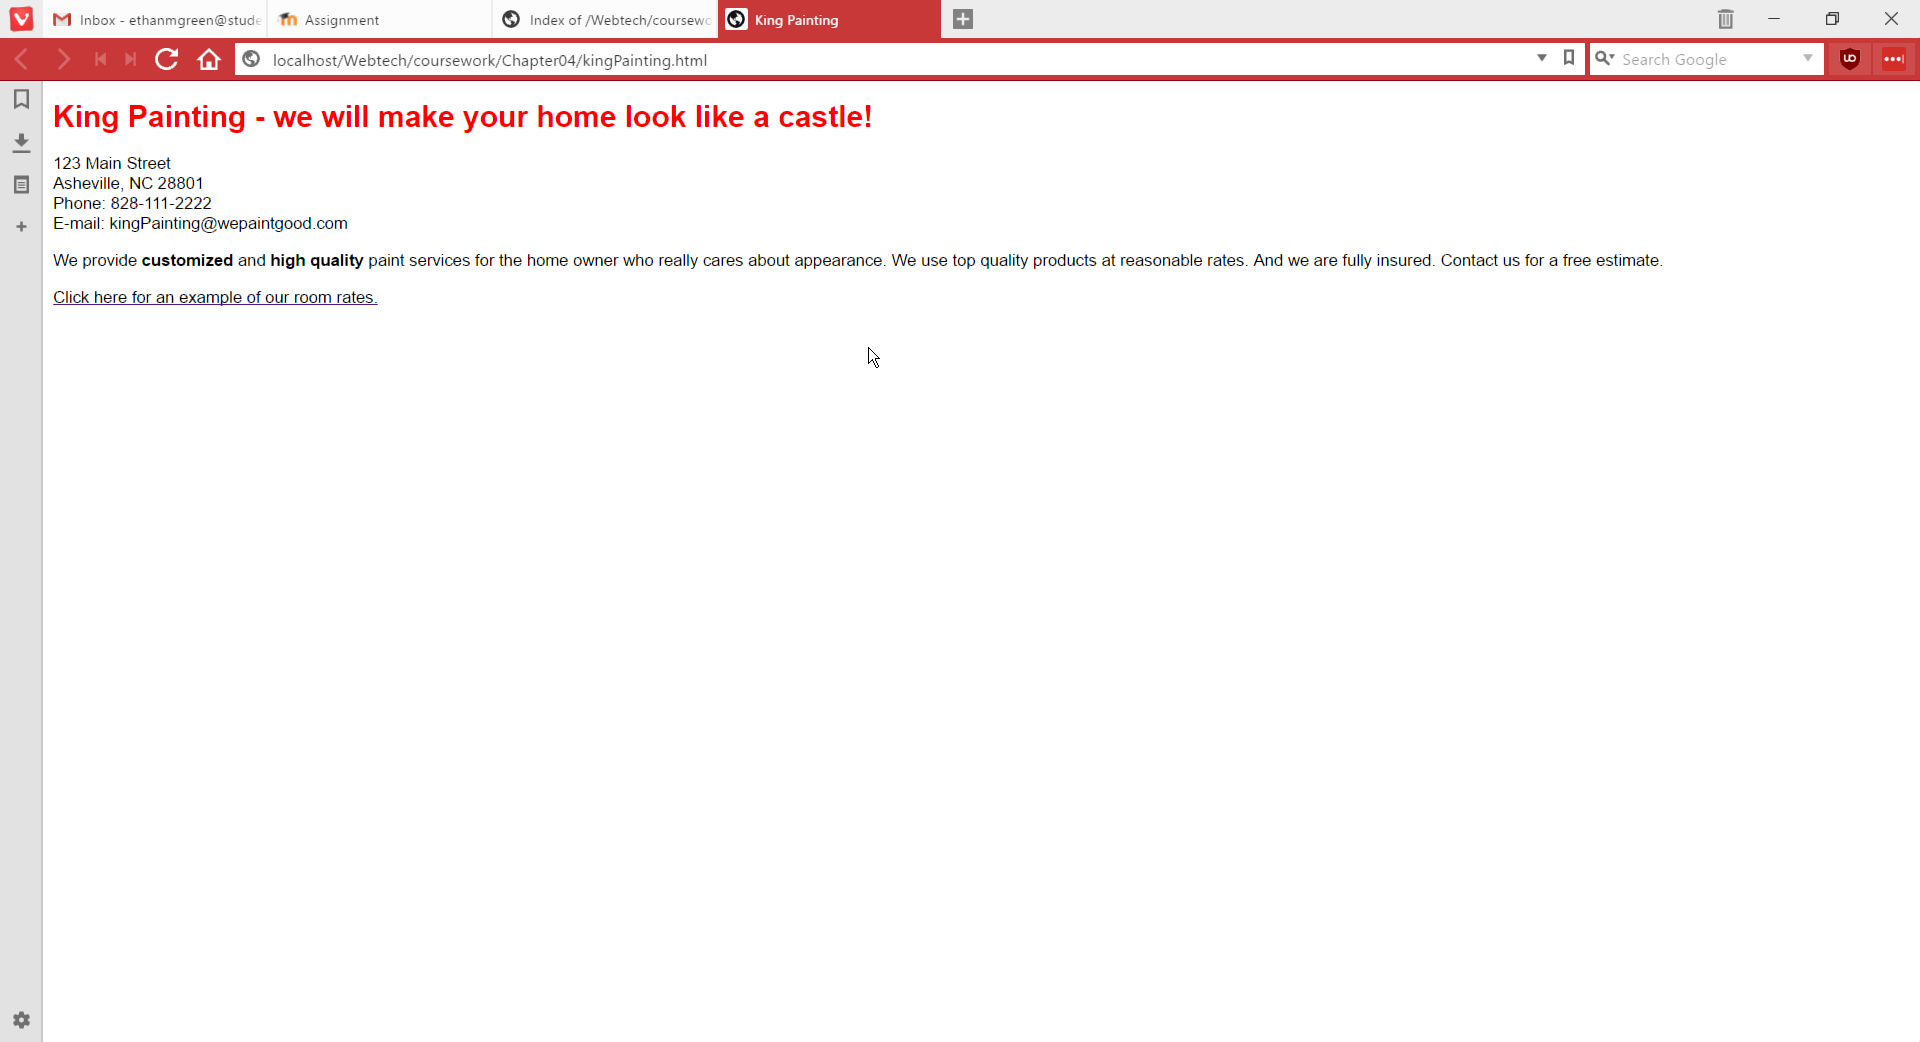 Inbox - ethanmgreen@stude
Assignment
Index of /Webtech/coursewo
King Painting
localhost/Webtech/coursework/Chapter04/kingPainting.html
Search Google
King Painting - we will make your home look like a castle!
123 Main Street
Asheville, NC 28801
Phone: 828-111-2222
E-mail: kingPainting@wepaintgood.com
We provide customized and high quality paint services for the home owner who really cares about appearance. We use top quality products at reasonable rates. And we are fully insured. Contact us for a free estimate.
Click here for an example of our room rates.